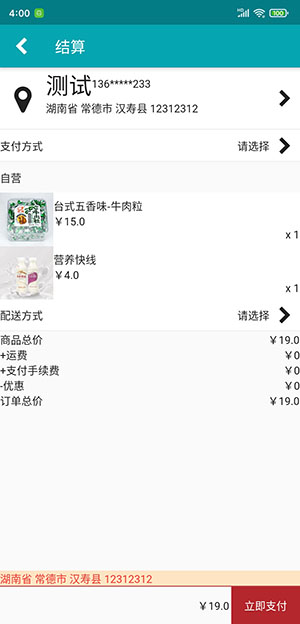 4:00
100
结算
测试 136*****233
湖南省 常德市 汉寿县 12312312
支付方式 请选择
自营
台式五香味-牛肉粒
￥15.0
x 1
营养快线
￥4.0
x 1
配送方式 请选择
商品总价 ￥19.0
+运费 ￥0
+支付手续费 ￥0
-优惠 ￥0
订单总价 ￥19.0
湖南省 常德市 汉寿县 12312312
￥19.0 立即支付